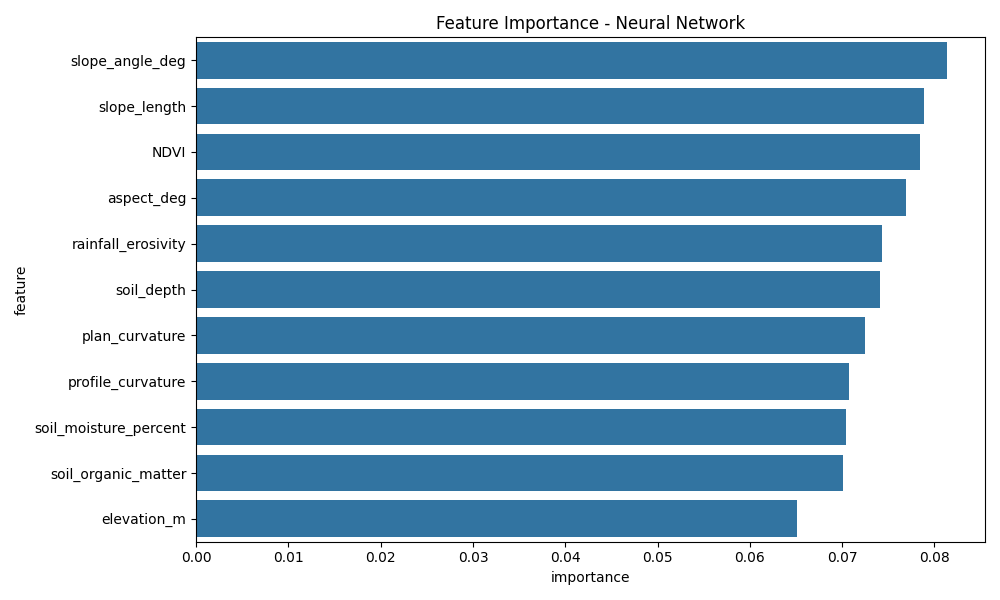 Feature Importance - Neural Network
feature
slope_angle_deg
slope_length
NDVI
aspect_deg
rainfall_erosivity
soil_depth
plan_curvature
profile_curvature
soil_moisture_percent
soil_organic_matter
elevation_m
0.00 0.01 0.02 0.03 0.04 0.05 0.06 0.07 0.08
importance